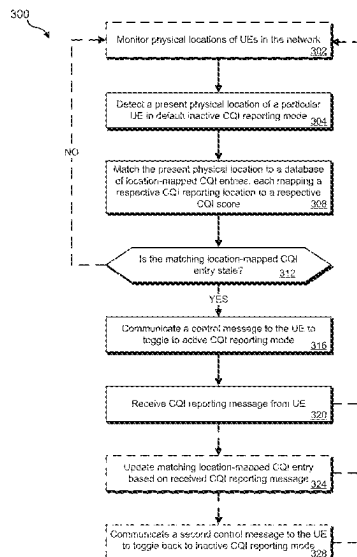 300
Monitor physical locations of UEs in the network
302
Detect a present physical location of a particular
UE in default inactive CQI reporting mode
304
NO
Match the present physical location to a database
of location-mapped CQI entries, each mapping a
respective CQI reporting location to a respective
CQI score
308
Is the matching location-mapped CQI
entry stale?
312
YES
Communicate a control message to the UE to
toggle to active CQI reporting mode
316
Receive CQI reporting message from UE
320
Update matching location-mapped CQI entry
based on received CQI reporting message
324
Communicate a second control message to the UE
to toggle back to inactive CQI reporting mode
328